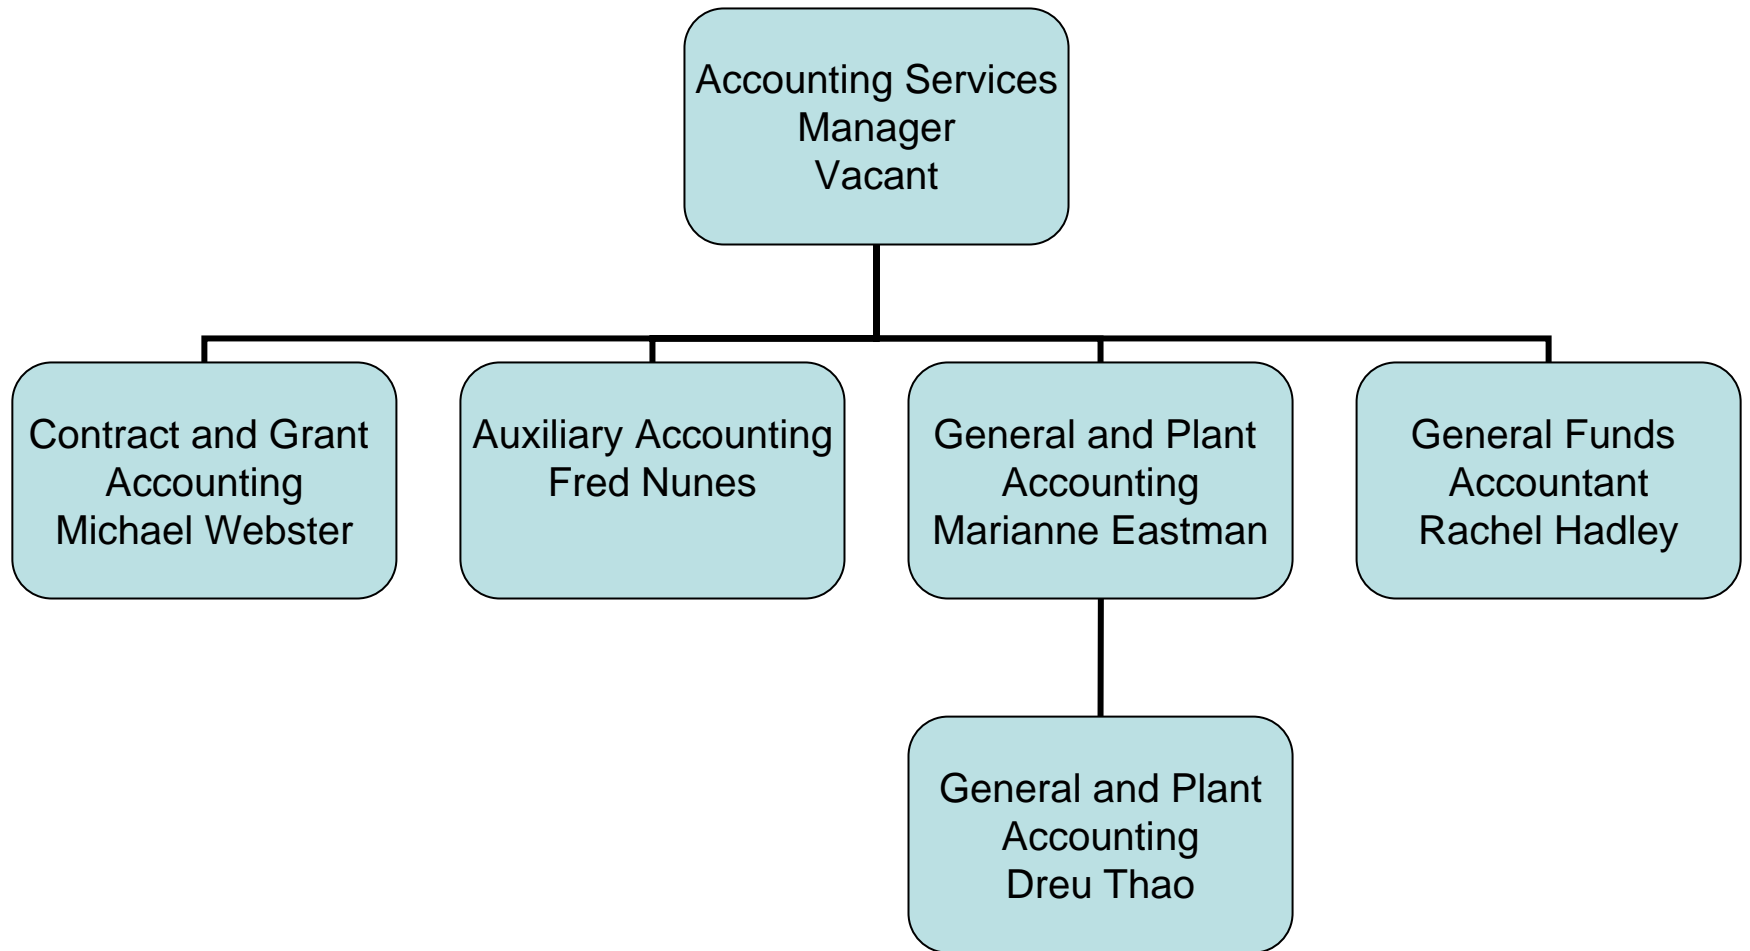 Accounting Services
Manager
Vacant
Contract and Grant
Accounting
Michael Webster
Auxiliary Accounting
Fred Nunes
General and Plant
Accounting
Marianne Eastman
General Funds
Accountant
Rachel Hadley
General and Plant
Accounting
Dreu Thao